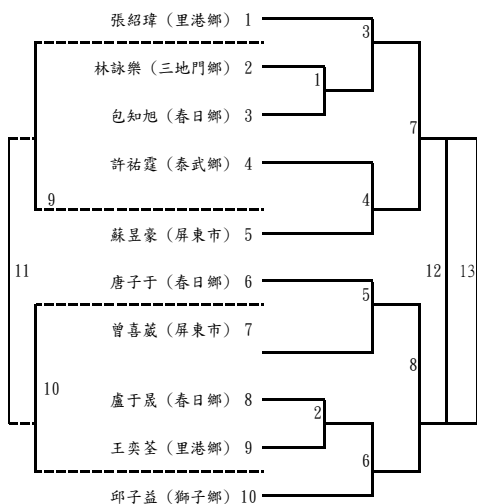 張紹瑋（里港鄉）1
3
林詠樂（三地門鄉）2
1
包知旭（春日鄉）3
7
許祐霆（泰武鄉）4
9
4
蘇昱豪（屏東市）5
11
12
13
唐子于（春日鄉）6
5
曾喜葳（屏東市）7
8
10
盧于晟（春日鄉）8
2
王奕荃（里港鄉）9
6
邱子益（獅子鄉）10